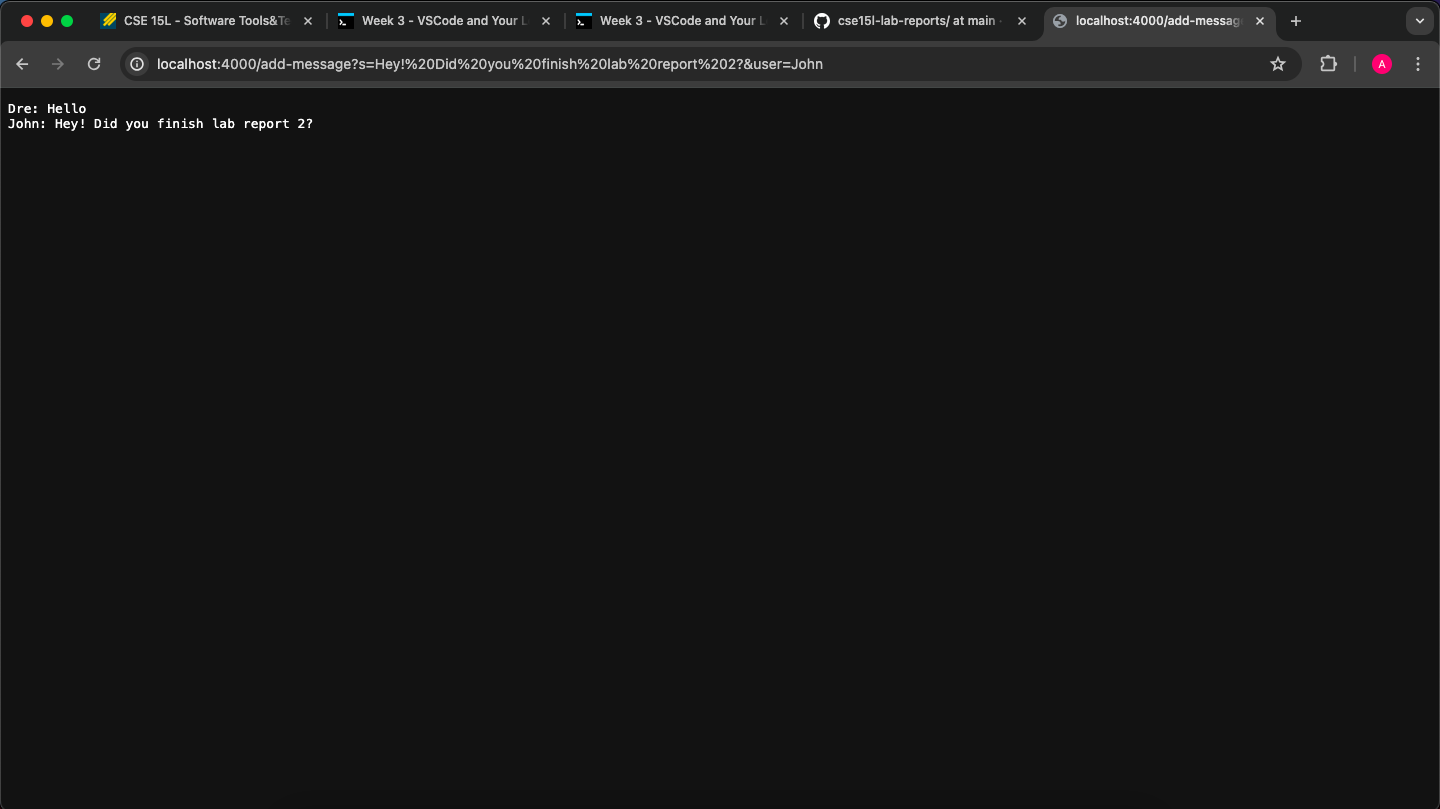 CSE 15L - Software Tools&Te
Week 3 - VSCode and Your L
Week 3 - VSCode and Your L
cse15l-lab-reports/ at main ·
localhost:4000/add-messag
localhost:4000/add-message?s=Hey!%20Did%20you%20finish%20lab%20report%202?&user=John
A
Dre: Hello
John: Hey! Did you finish lab report 2?